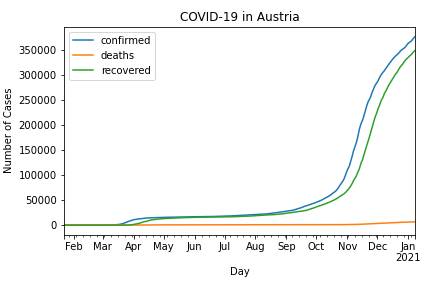 COVID-19 in Austria
confirmed
deaths
recovered
Number of Cases
350000
300000
250000
200000
150000
100000
50000
0
Feb Mar Apr May Jun Jul Aug Sep Oct Nov Dec Jan
2021
Day